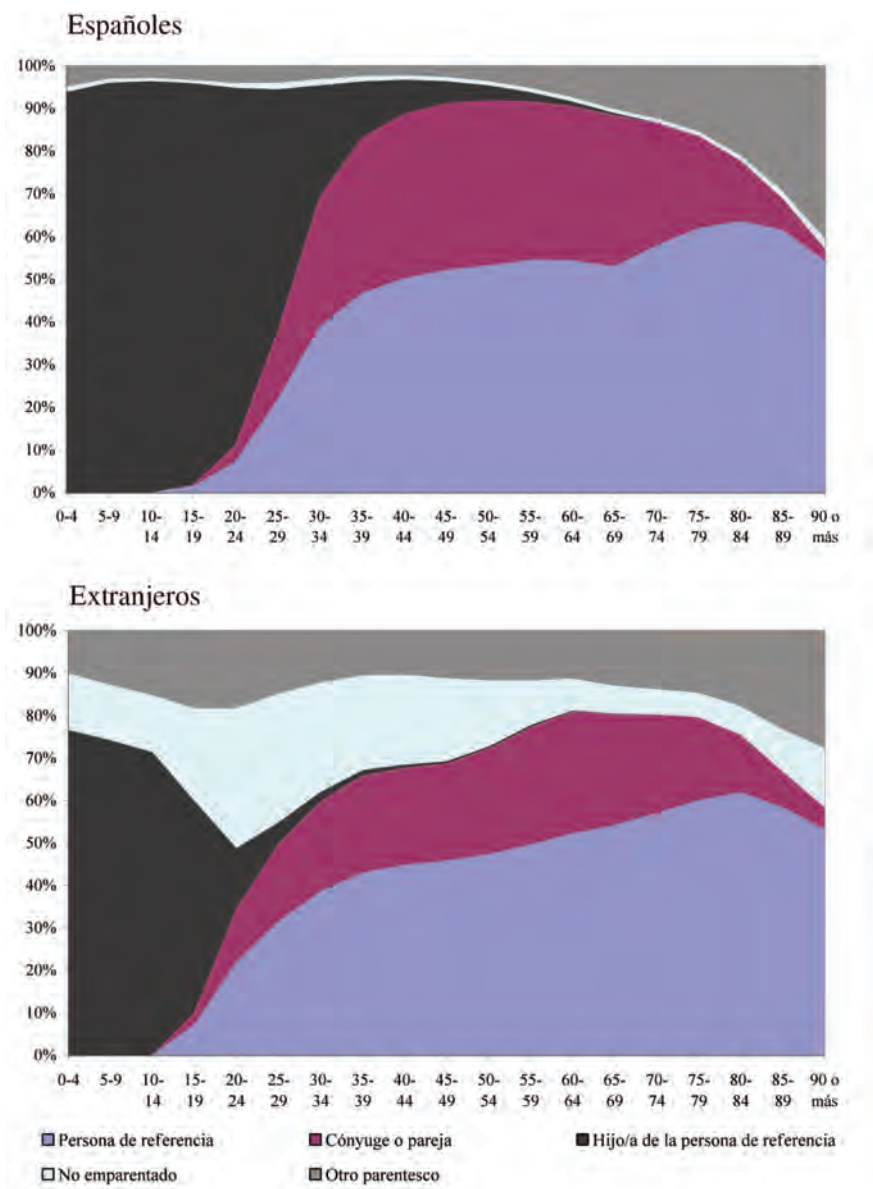 Españoles
100%
90%
80%
70%
60%
50%
40%
30%
20%
10%
0%
0-4 5-9 10- 15- 20- 25- 30- 35- 40- 45- 50- 55- 60- 65- 70- 75- 80- 85- 90 o
14 19 24 29 34 39 44 49 54 59 64 69 74 79 84 89 más
Extranjeros
100%
90%
80%
70%
60%
50%
40%
30%
20%
10%
0%
0-4 5-9 10- 15- 20- 25- 30- 35- 40- 45- 50- 55- 60- 65- 70- 75- 80- 85- 90 o
14 19 24 29 34 39 44 49 54 59 64 69 74 79 84 89 más
Persona de referencia Cónyuge o pareja Hijo/a de la persona de referencia
No emparentado Otro parentesco